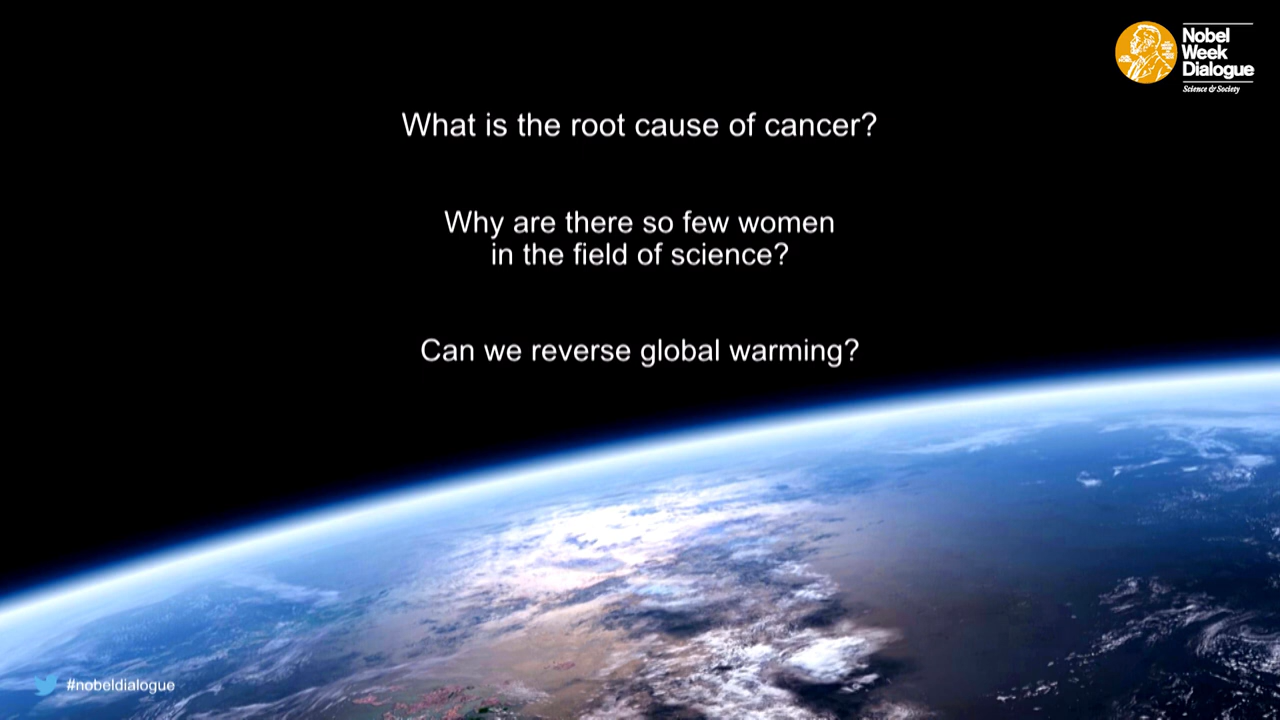 Nobel
Week
Dialogue
Science & Society
What is the root cause of cancer?
Why are there so few women
in the field of science?
Can we reverse global warming?
#nobeldialogue